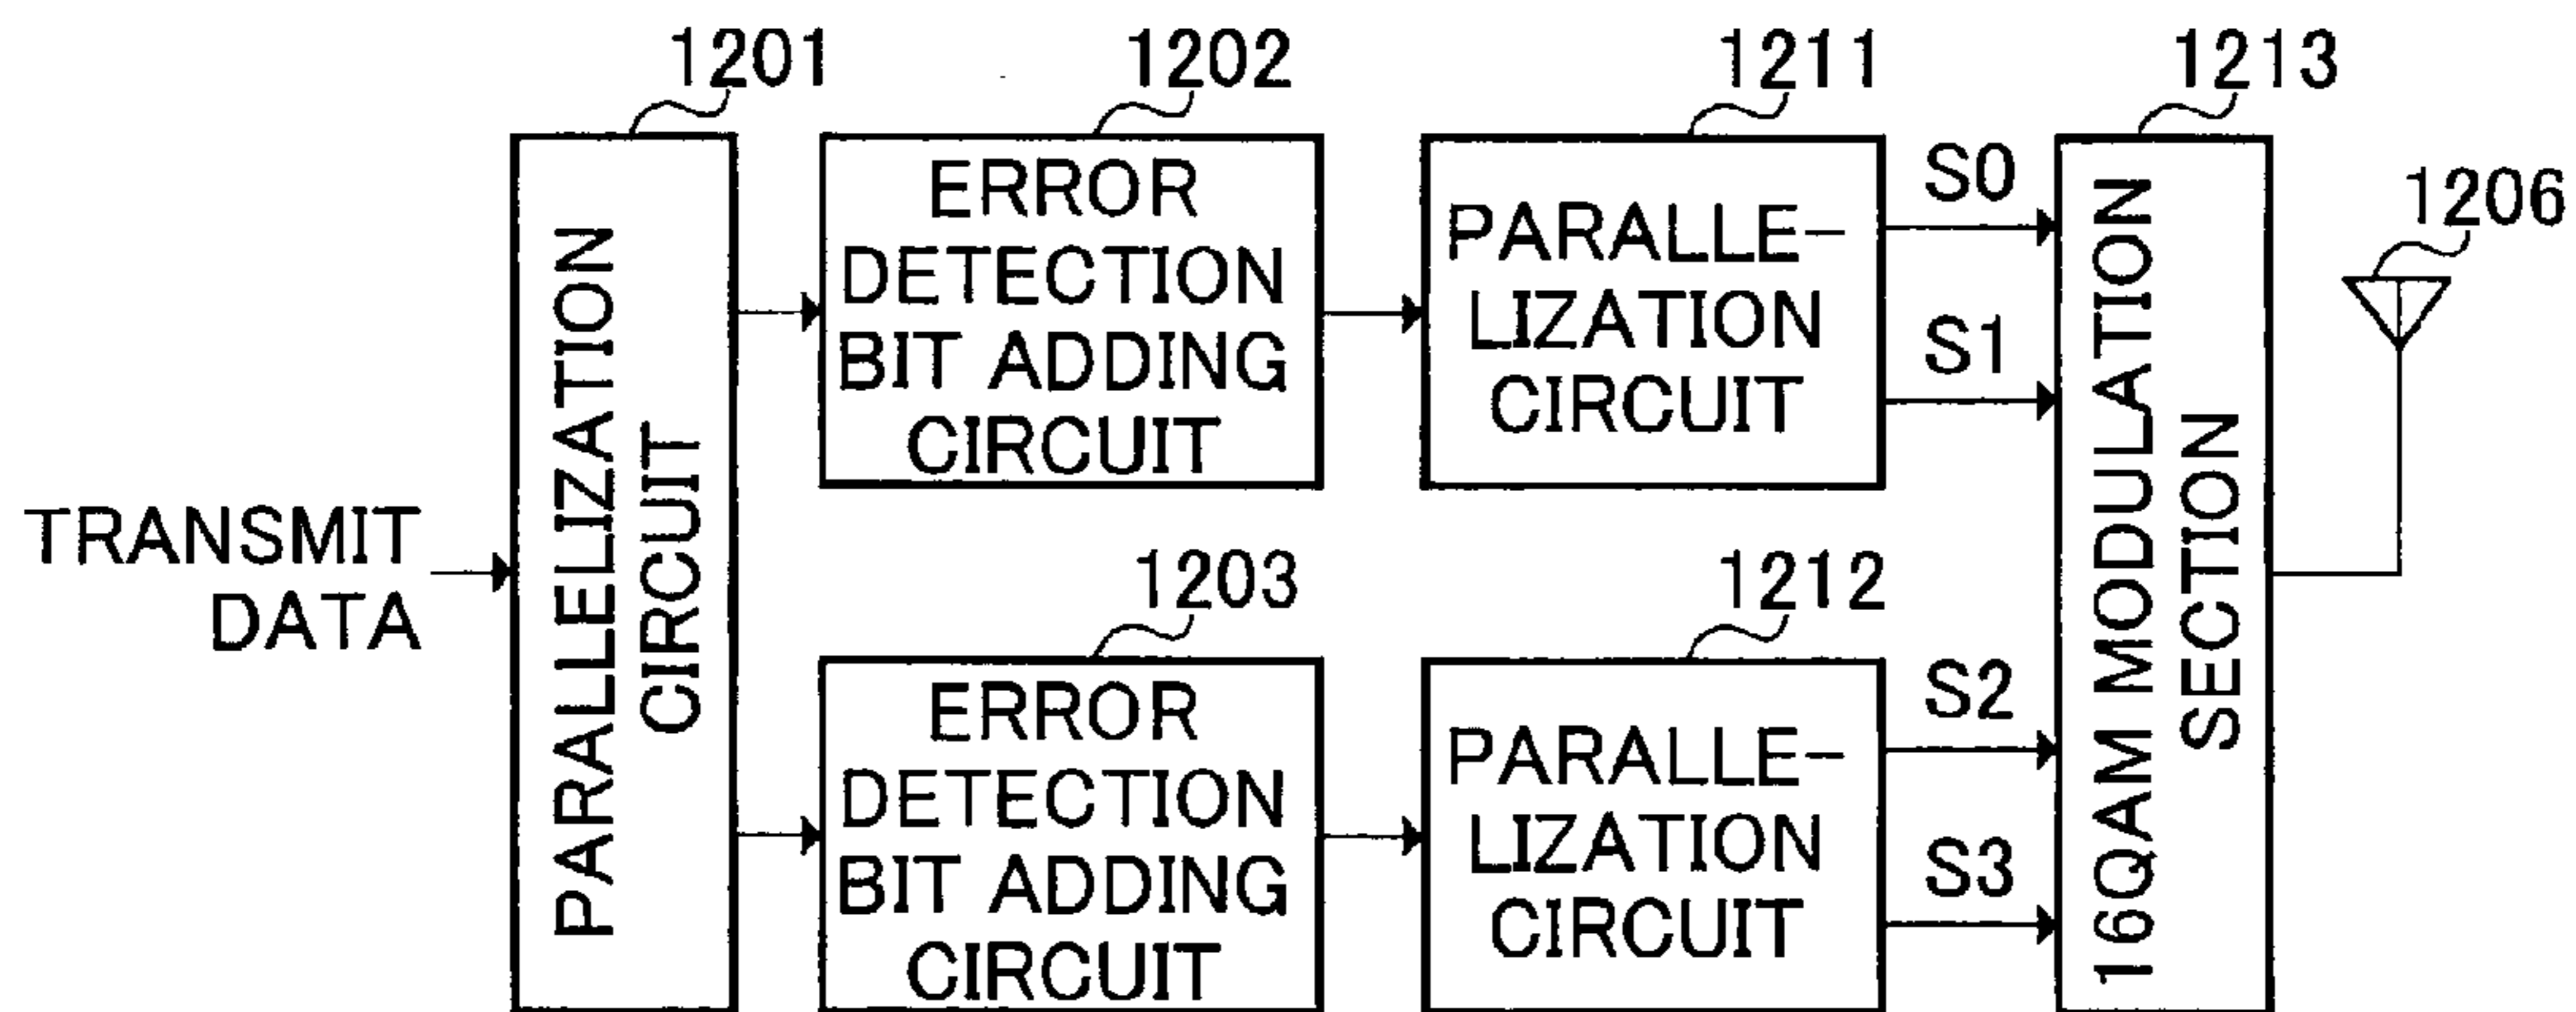 1201
1202
1211
1213
1206
TRANSMIT
DATA
PARALLELIZATION
CIRCUIT
ERROR
DETECTION
BIT ADDING
CIRCUIT
PARALLE-
LIZATION
CIRCUIT
S0
S1
16QAM MODULATION
SECTION
1203
1212
ERROR
DETECTION
BIT ADDING
CIRCUIT
PARALLE-
LIZATION
CIRCUIT
S2
S3